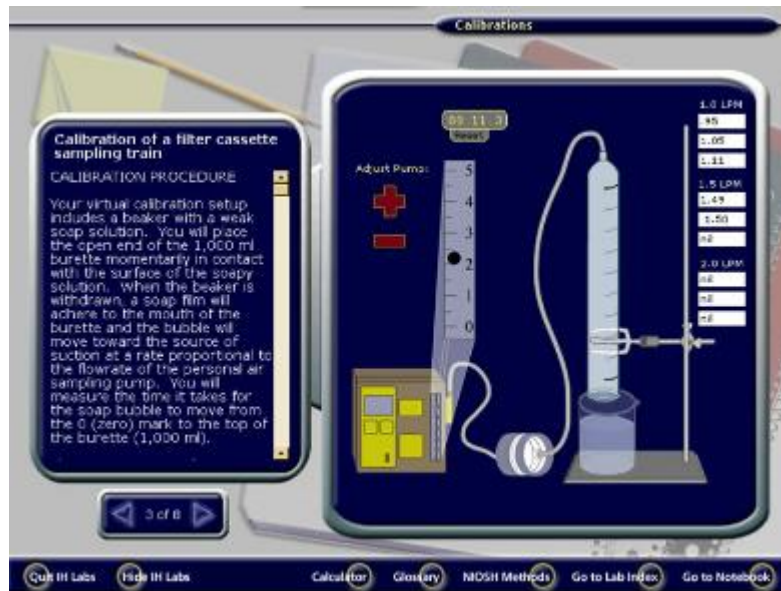 Calibrations
Calibration of a filter cassette
sampling train
CALIBRATION PROCEDURE
Your virtual calibration setup
includes a beaker with a weak
soap solution. You will place
the open end of the 1,000 ml
burette momentarily in contact
with the surface of the soapy
solution. When the beaker is
withdrawn, a soap film will
adhere to the mouth of the
burette and the bubble will
move toward the source of
suction at a rate proportional to
the flowrate of the personal air
sampling pump. You will
measure the time it takes for
the soap bubble to move from
the 0 (zero) mark to the top of
the burette (1,000 ml).
3 of 8
Reset
Adjust Pump:
5
4
3
2
1
0
1.0 LPM
.95
1.05
1.11
1.5 LPM
1.49
1.50
2.0 LPM
Quit IH Labs
Hide IH Labs
Calculator
Glossary
NIOSH Methods
Go to Lab Index
Go to Notebook